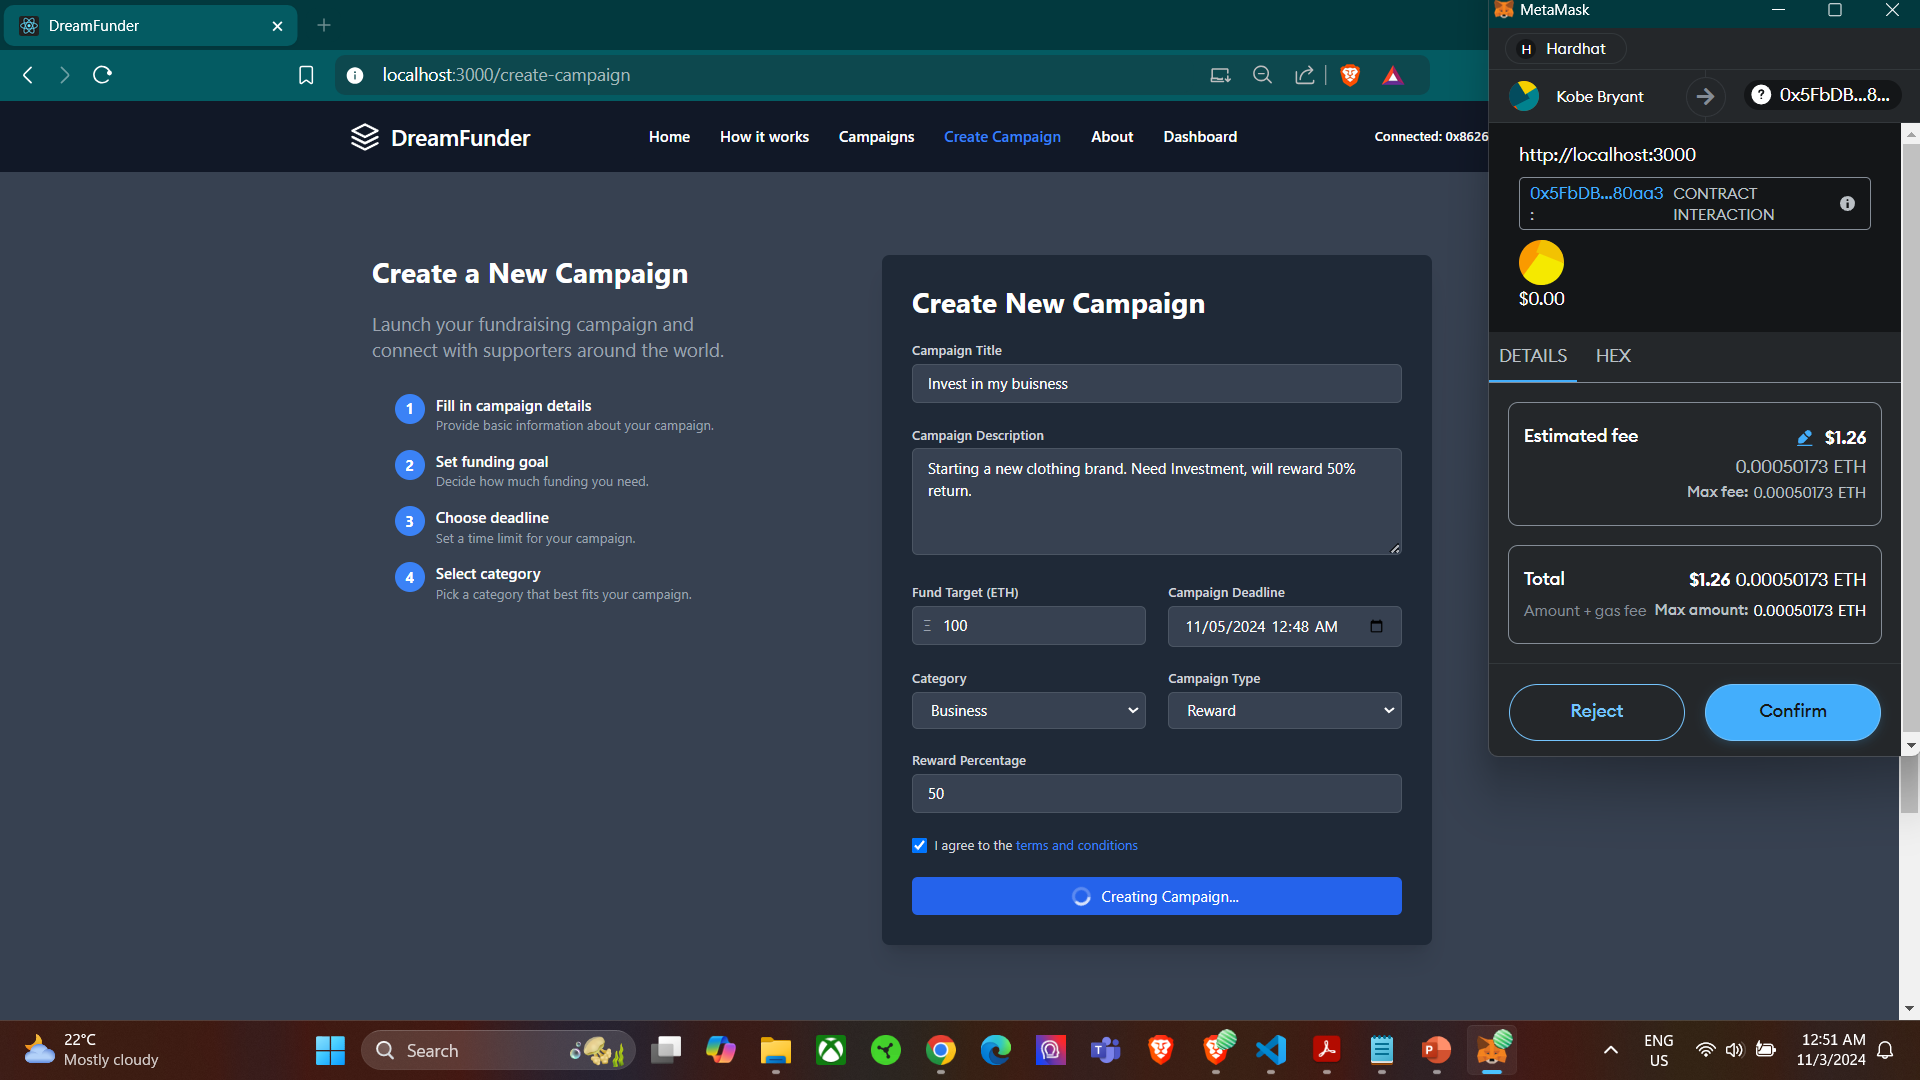 DreamFunder
localhost:3000/create-campaign
DreamFunder
Home
How it works
Campaigns
Create Campaign
About
Dashboard
Connected: 0x8626
Create a New Campaign
Launch your fundraising campaign and
connect with supporters around the world.
1
Fill in campaign details
Provide basic information about your campaign.
2
Set funding goal
Decide how much funding you need.
3
Choose deadline
Set a time limit for your campaign.
4
Select category
Pick a category that best fits your campaign.
Create New Campaign
Campaign Title
Invest in my buisness
Campaign Description
Starting a new clothing brand. Need Investment, will reward 50%
return.
Fund Target (ETH)
Ξ 100
Campaign Deadline
11/05/2024 12:48 AM
Category
Business
Campaign Type
Reward
Reward Percentage
50
I agree to the terms and conditions
Creating Campaign...
MetaMask
H Hardhat
Kobe Bryant
? 0x5FbDB...8...
http://localhost:3000
0x5FbDB...80aa3 CONTRACT
: INTERACTION
$0.00
DETAILS
HEX
Estimated fee
$1.26
0.00050173 ETH
Max fee: 0.00050173 ETH
Total
$1.26 0.00050173 ETH
Amount + gas fee Max amount: 0.00050173 ETH
Reject
Confirm
22°C
Mostly cloudy
Search
ENG
US
12:51 AM
11/3/2024